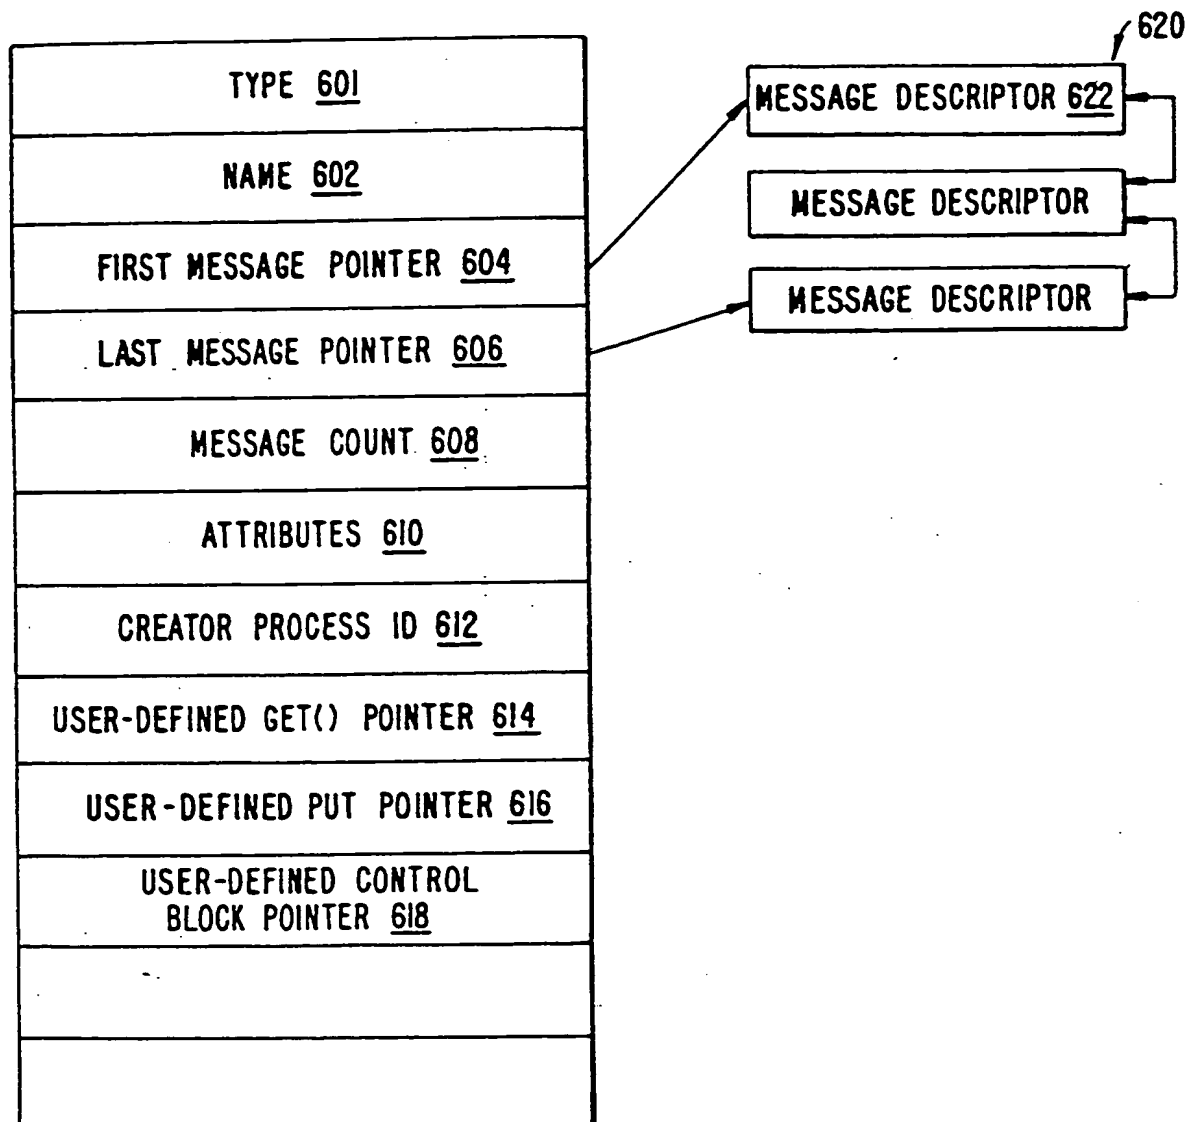 620
TYPE 601
MESSAGE DESCRIPTOR 622
NAME 602
MESSAGE DESCRIPTOR
FIRST MESSAGE POINTER 604
MESSAGE DESCRIPTOR
LAST MESSAGE POINTER 606
MESSAGE COUNT 608
ATTRIBUTES 610
CREATOR PROCESS ID 612
USER-DEFINED GET() POINTER 614
USER-DEFINED PUT POINTER 616
USER-DEFINED CONTROL
BLOCK POINTER 618